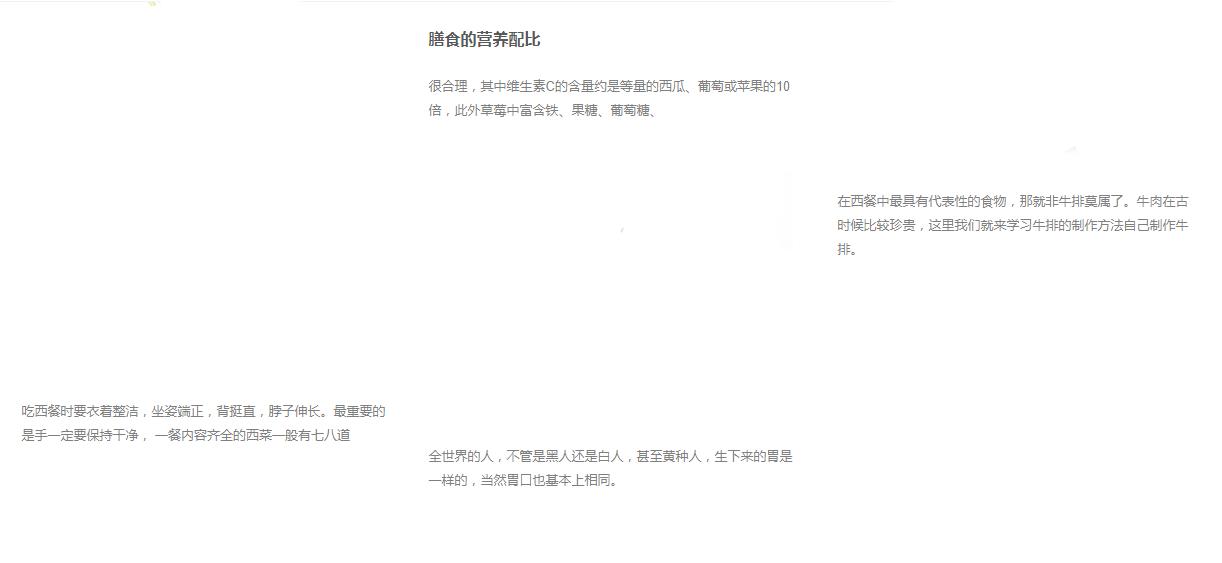 膳食的营养配比
很合理，其中维生素C的含量约是等量的西瓜、葡萄或苹果的10
倍，此外草莓中富含铁、果糖、葡萄糖、
在西餐中最具有代表性的食物，那就非牛排莫属了。牛肉在古
时候比较珍贵，这里我们就来学习牛排的制作方法自己制作牛
排。
吃西餐时要衣着整洁，坐姿端正，背挺直，脖子伸长。最重要的
是手一定要保持干净， 一餐内容齐全的西菜一般有七八道
全世界的人，不管是黑人还是白人，甚至黄种人，生下来的胃是
一样的，当然胃口也基本上相同。